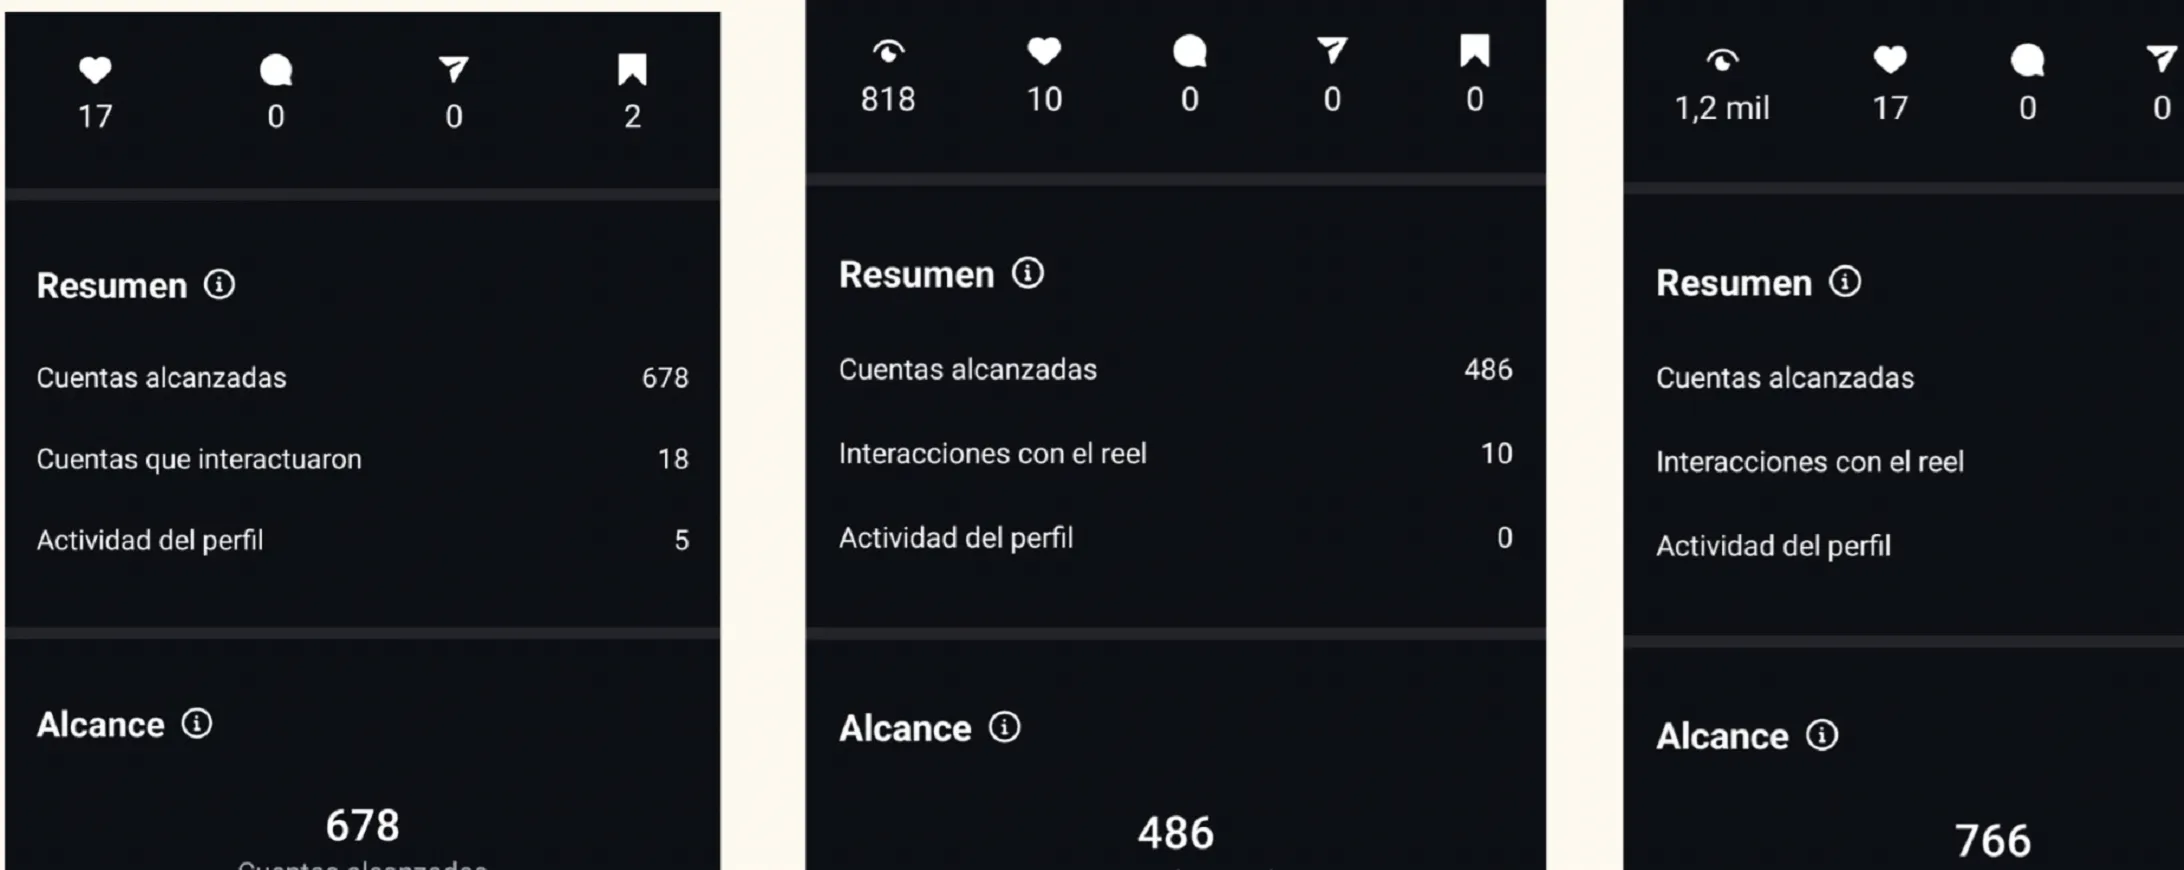 17 0 0 2
Resumen
Cuentas alcanzadas 678
Cuentas que interactuaron 18
Actividad del perfil 5
Alcance
678
Cuentas alcanzadas
818 10 0 0 0
Resumen
Cuentas alcanzadas 486
Interacciones con el reel 10
Actividad del perfil 0
Alcance
486
1,2 mil 17 0 0
Resumen
Cuentas alcanzadas
Interacciones con el reel
Actividad del perfil
Alcance
766